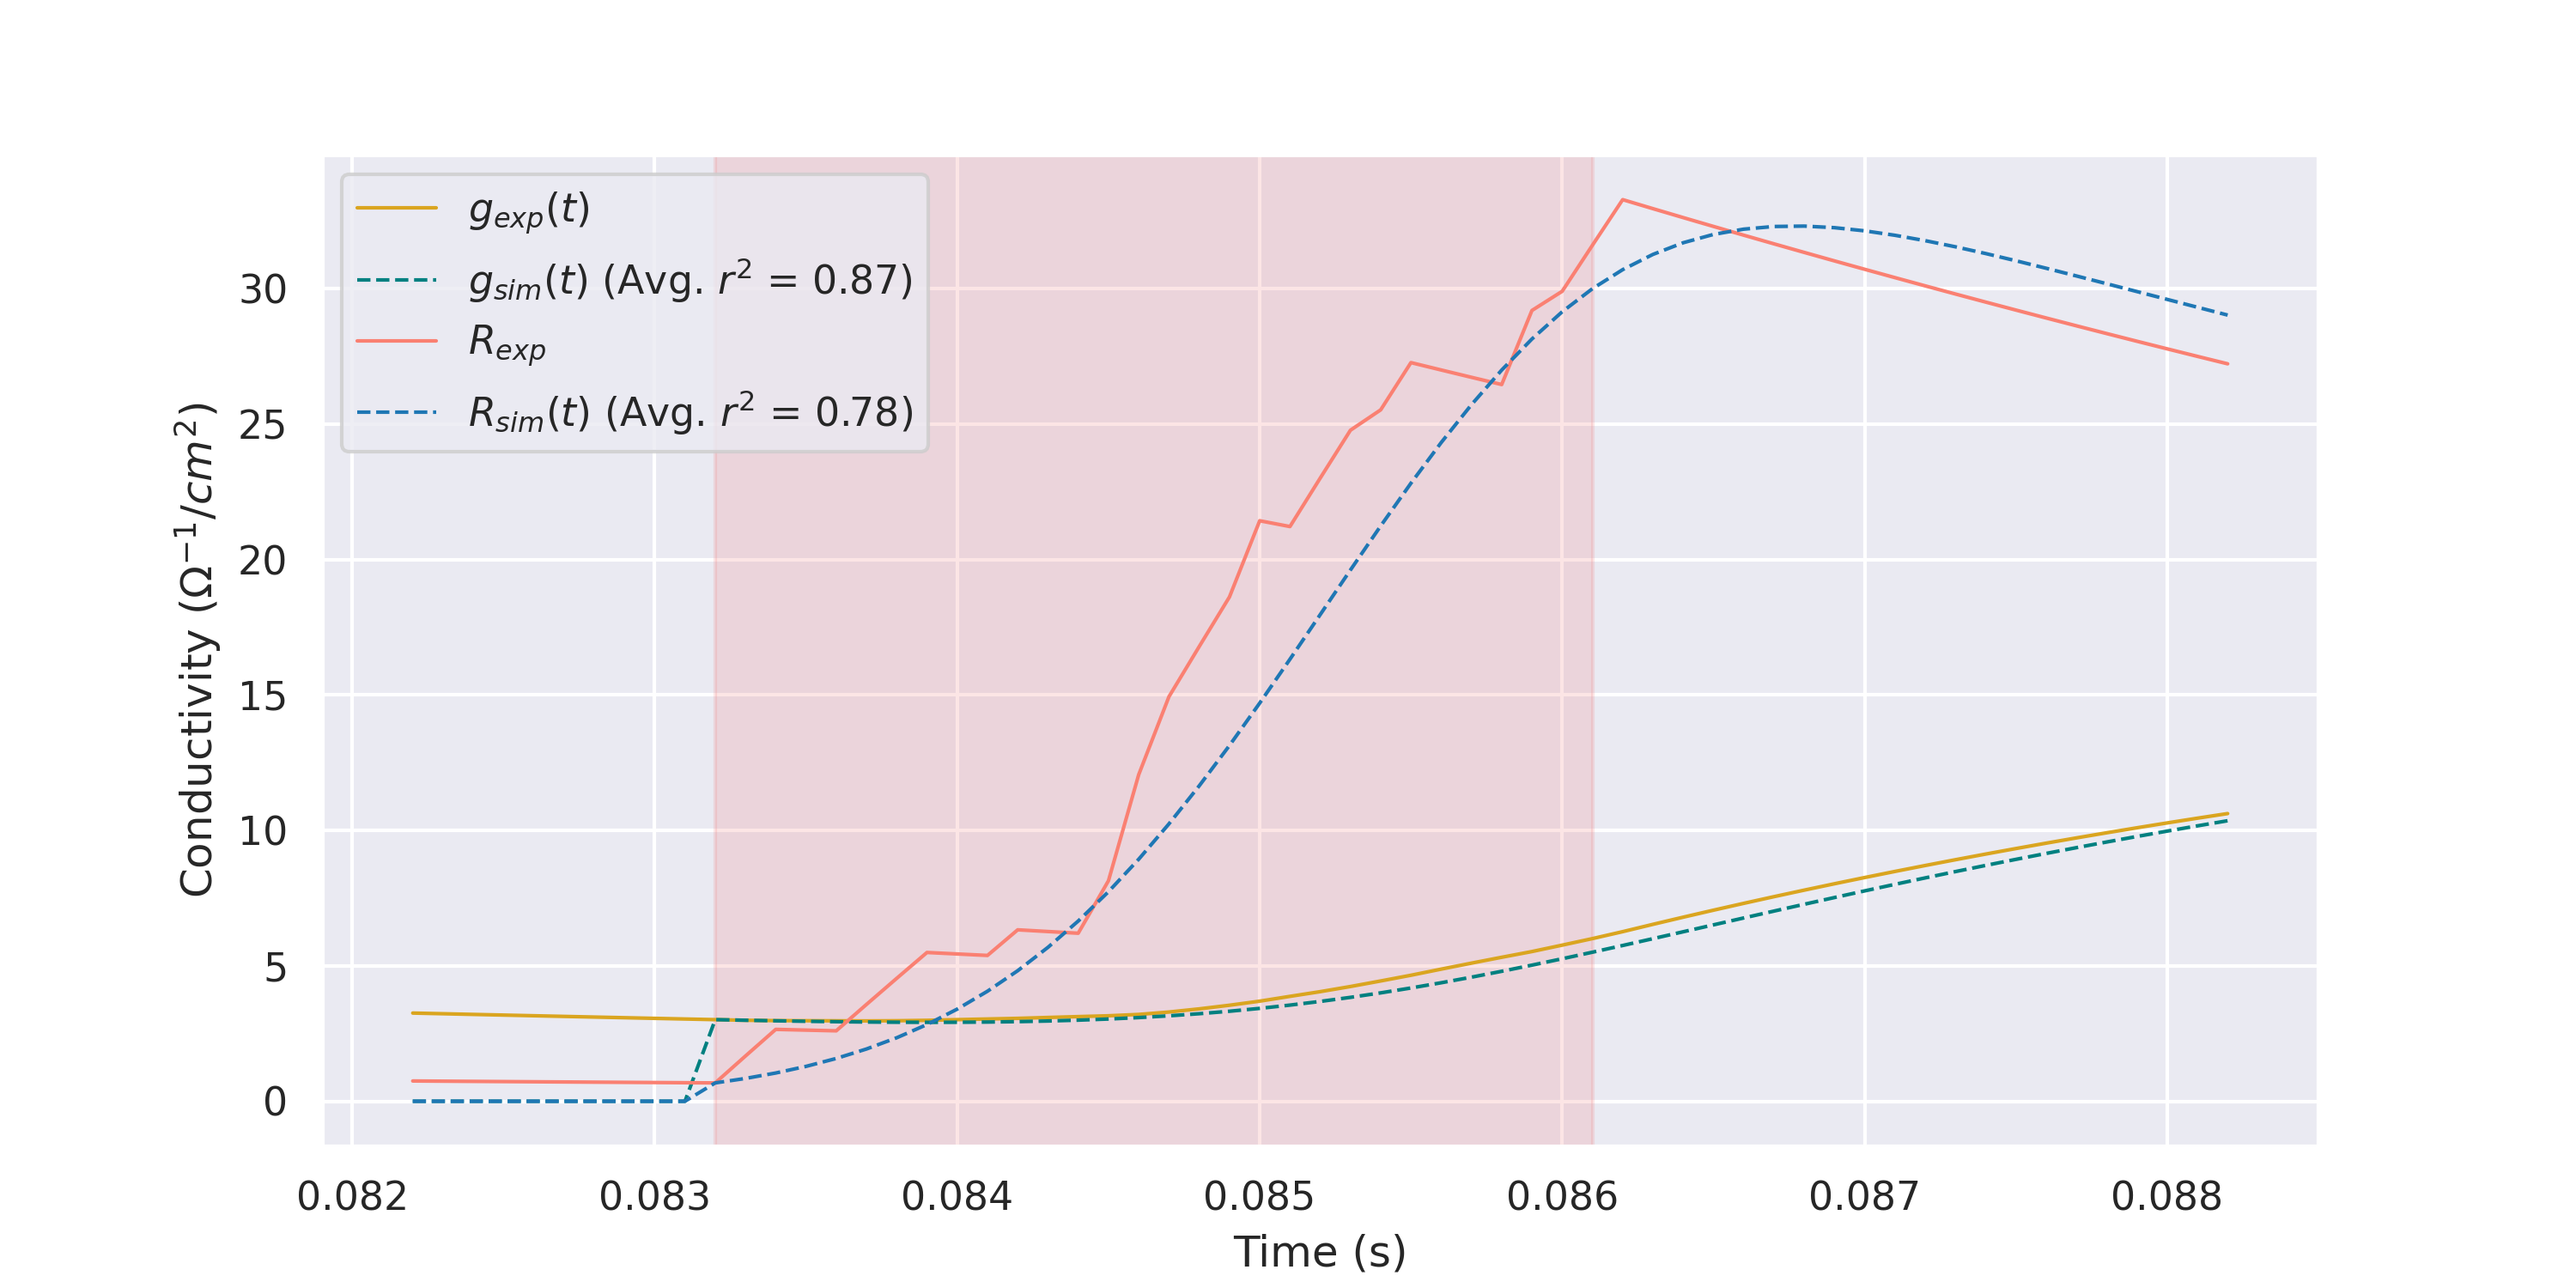 g_exp(t)
g_sim(t) (Avg. r² = 0.87)
R_exp
R_sim(t) (Avg. r² = 0.78)
Conductivity (Ω⁻¹/cm²)
30
25
20
15
10
5
0
0.082 0.083 0.084 0.085 0.086 0.087 0.088
Time (s)